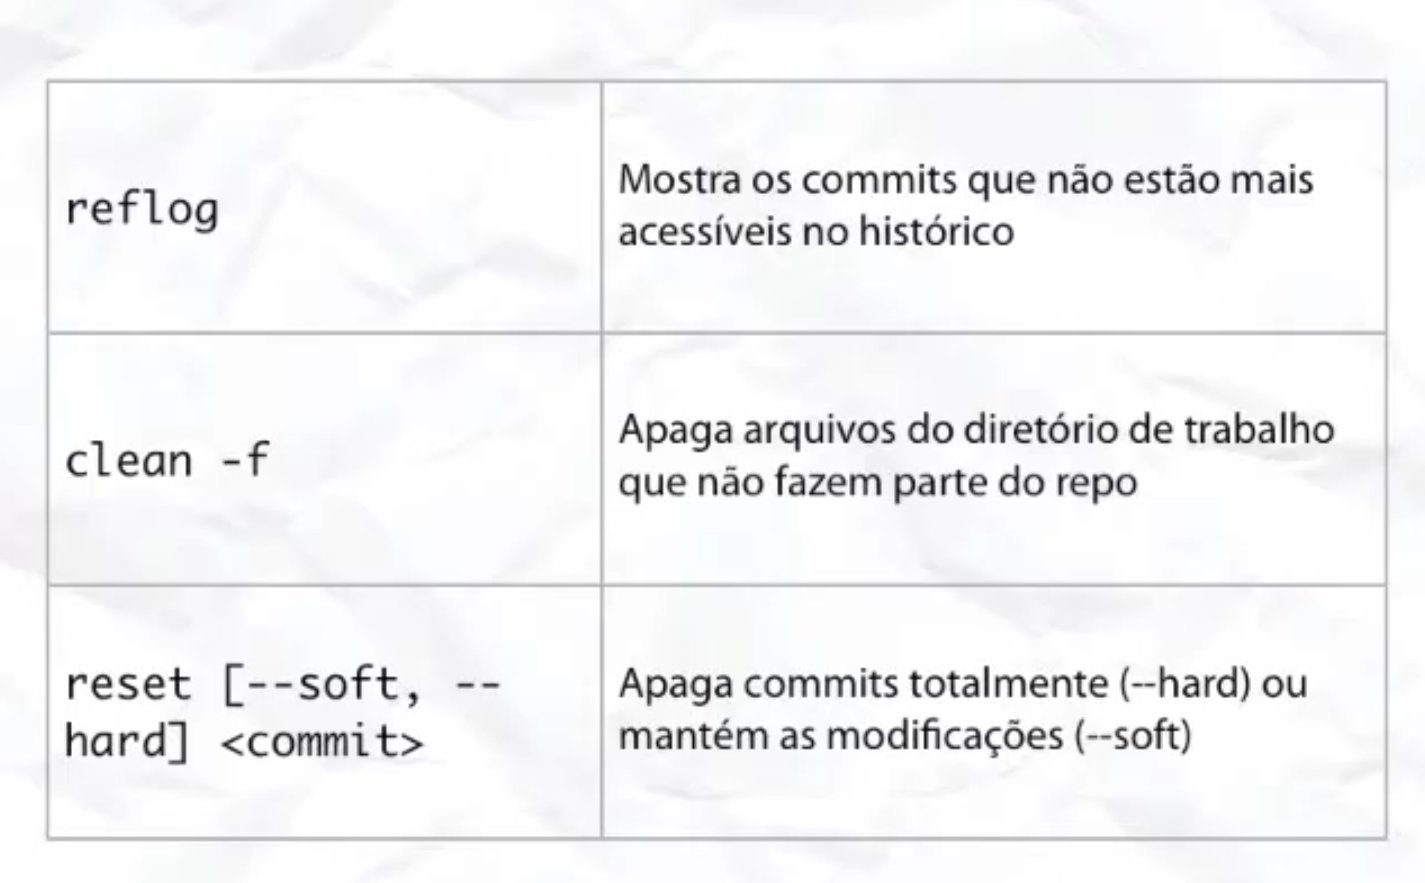 reflog
Mostra os commits que não estão mais
acessíveis no histórico
clean -f
Apaga arquivos do diretório de trabalho
que não fazem parte do repo
reset [--soft, --
hard] <commit>
Apaga commits totalmente (--hard) ou
mantém as modificações (--soft)